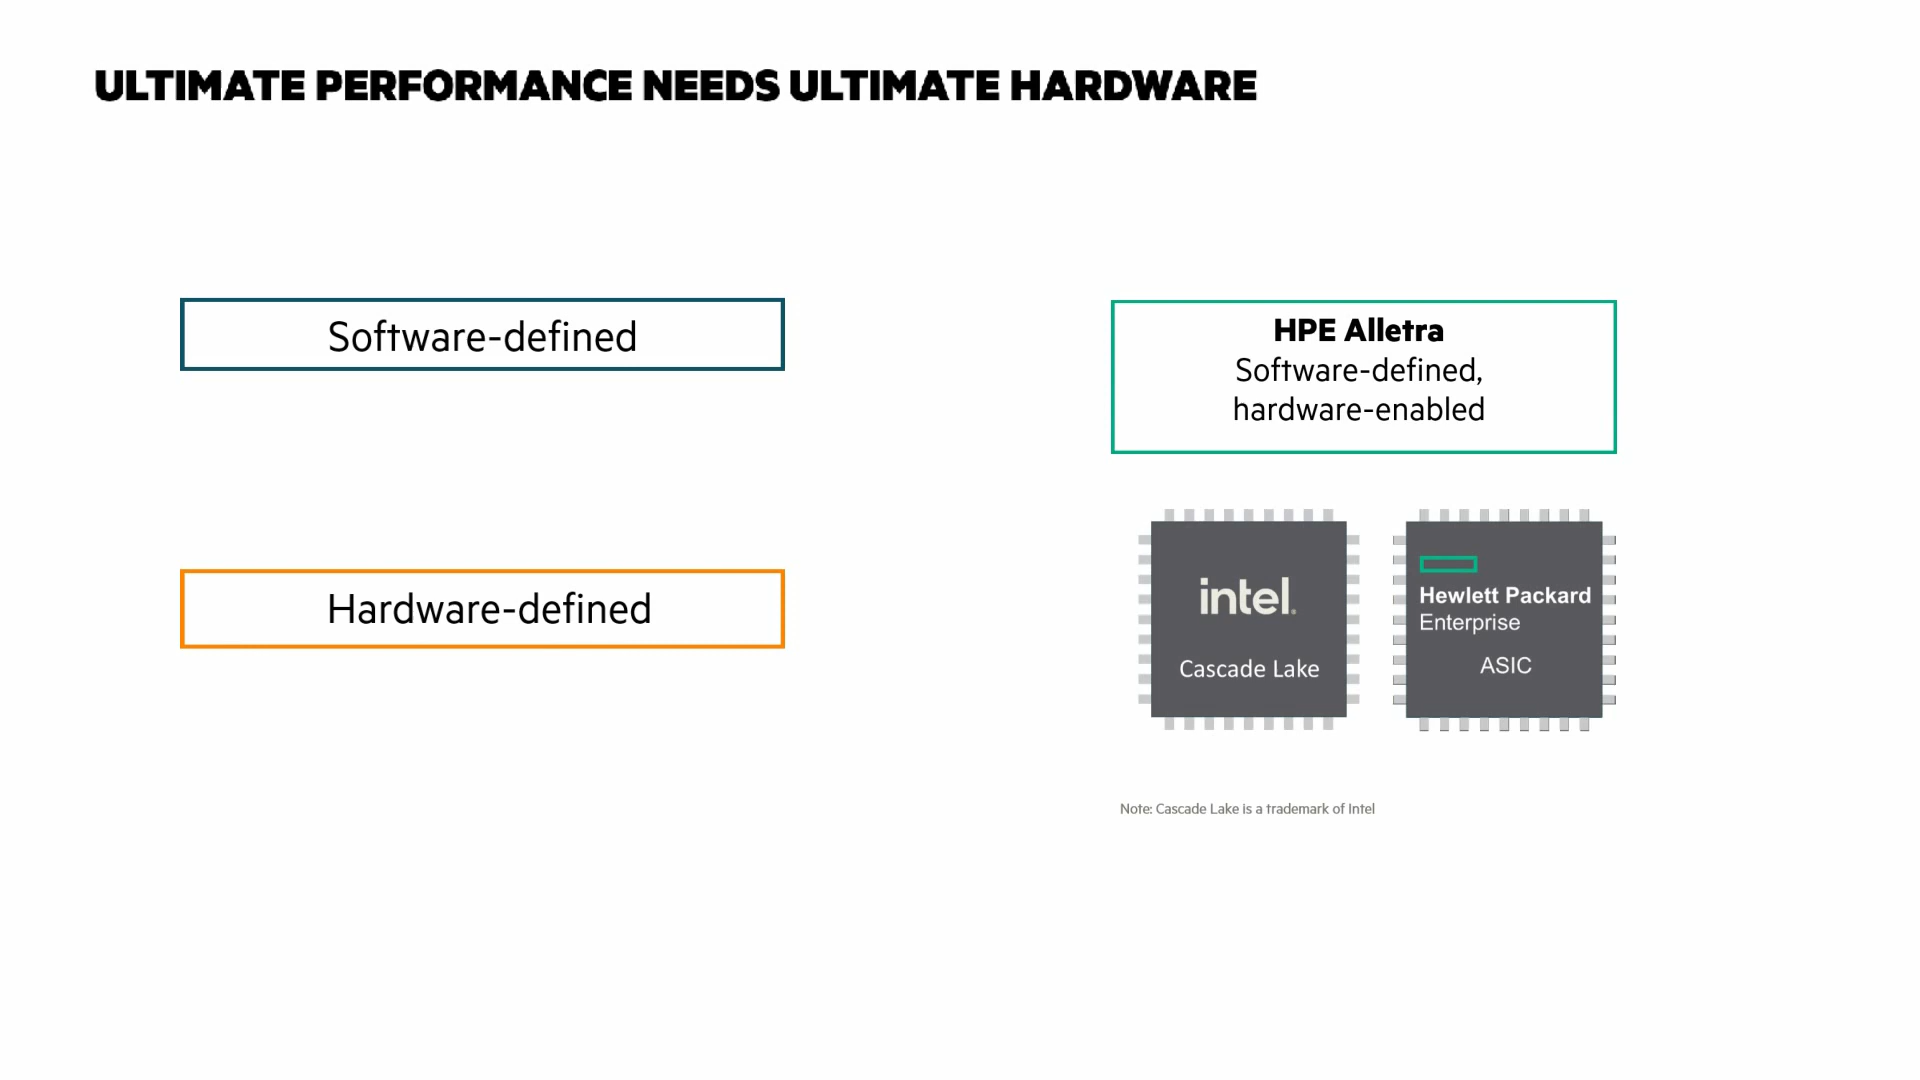 ULTIMATE PERFORMANCE NEEDS ULTIMATE HARDWARE
Software-defined
Hardware-defined
HPE Alletra
Software-defined,
hardware-enabled
intel.
Cascade Lake
Hewlett Packard
Enterprise
ASIC
Note: Cascade Lake is a trademark of Intel